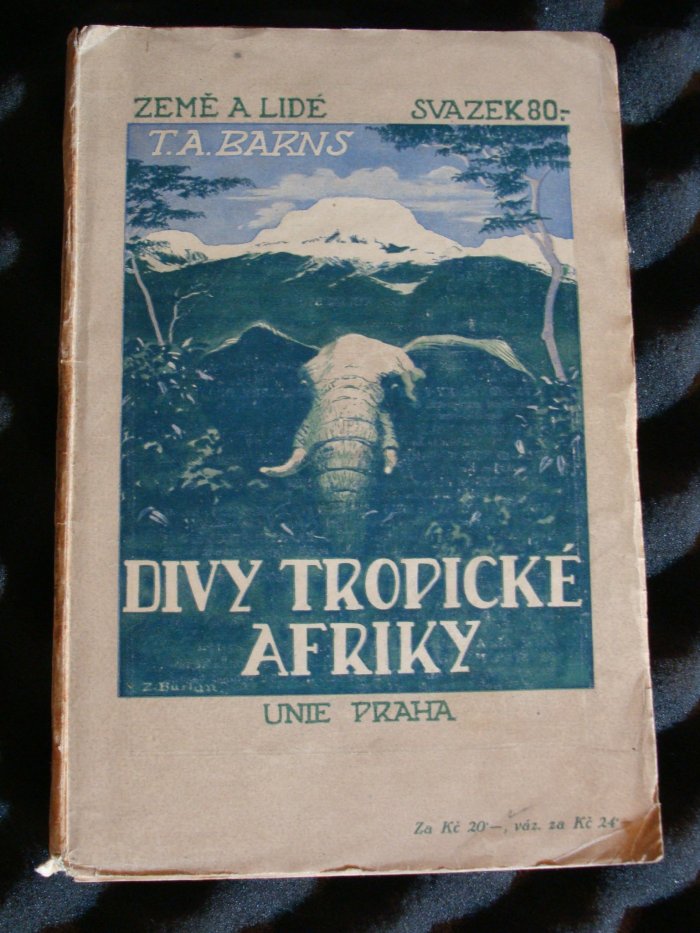 ZEMĚ A LIDÉ SVAZEK 80.-
T.A. BARNS
DIVY TROPICKÉ
AFRIKY
Z. Burian
UNIE PRAHA
Za Kč 20·—, váz. za Kč 24·—